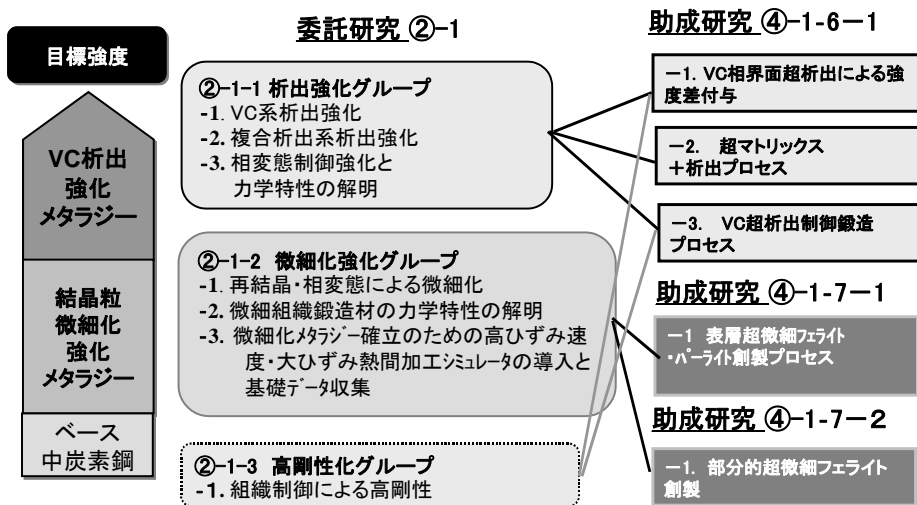 目標強度
VC析出
強化
メタラジー
結晶粒
微細化
強化
メタラジー
ベース
中炭素鋼
委託研究 ②-1
②-1-1 析出強化グループ
-1. VC系析出強化
-2. 複合析出系析出強化
-3. 相変態制御強化と
力学特性の解明
②-1-2 微細化強化グループ
-1. 再結晶・相変態による微細化
-2. 微細組織鍛造材の力学特性の解明
-3. 微細化メタラジー確立のための高ひずみ速
度・大ひずみ熱間加工シミュレータの導入と
基礎データ収集
②-1-3 高剛性化グループ
-1. 組織制御による高剛性
助成研究 ④-1-6-1
-1. VC相界面超析出による強
度差付与
-2. 超マトリックス
+析出プロセス
-3. VC超析出制御鍛造
プロセス
助成研究 ④-1-7-1
-1 表層超微細フェライト
・パーライト創製プロセス
助成研究 ④-1-7-2
-1. 部分的超微細フェライト
創製